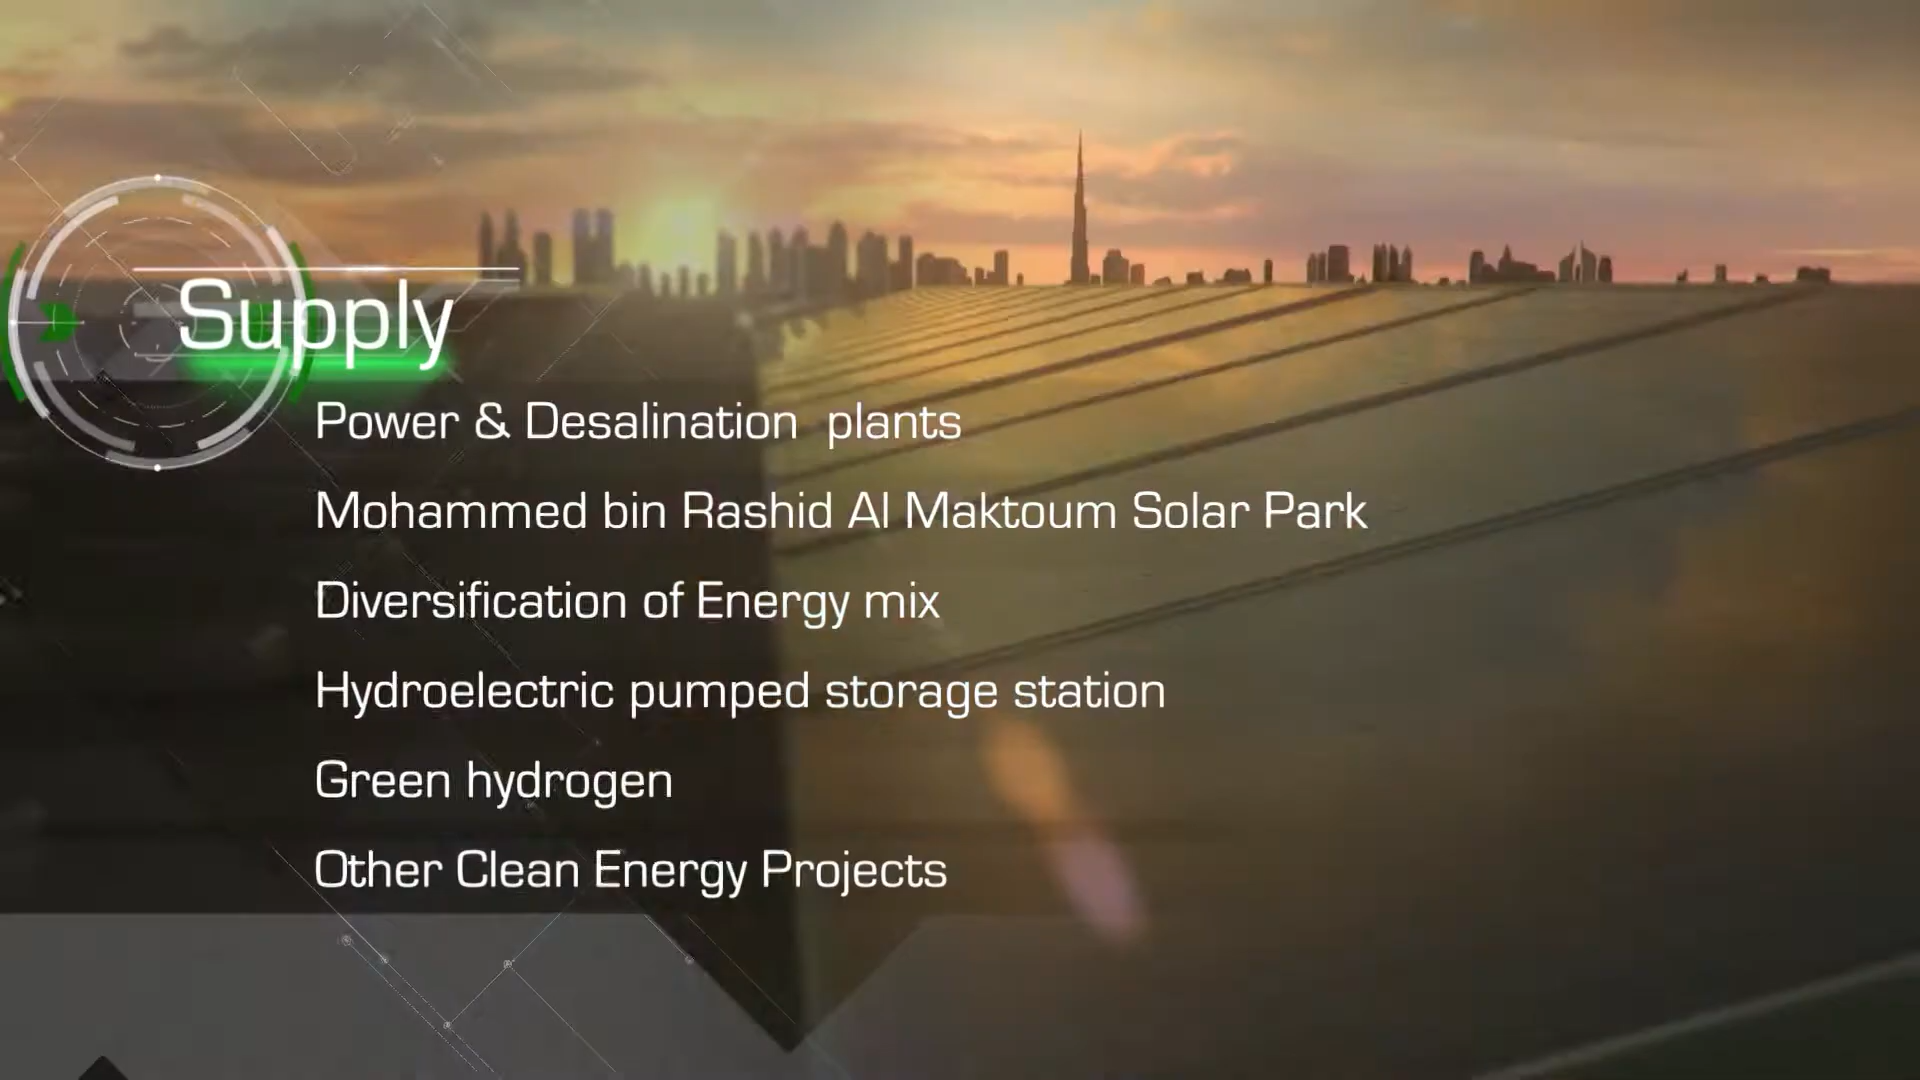 Supply
Power & Desalination plants
Mohammed bin Rashid Al Maktoum Solar Park
Diversification of Energy mix
Hydroelectric pumped storage station
Green hydrogen
Other Clean Energy Projects